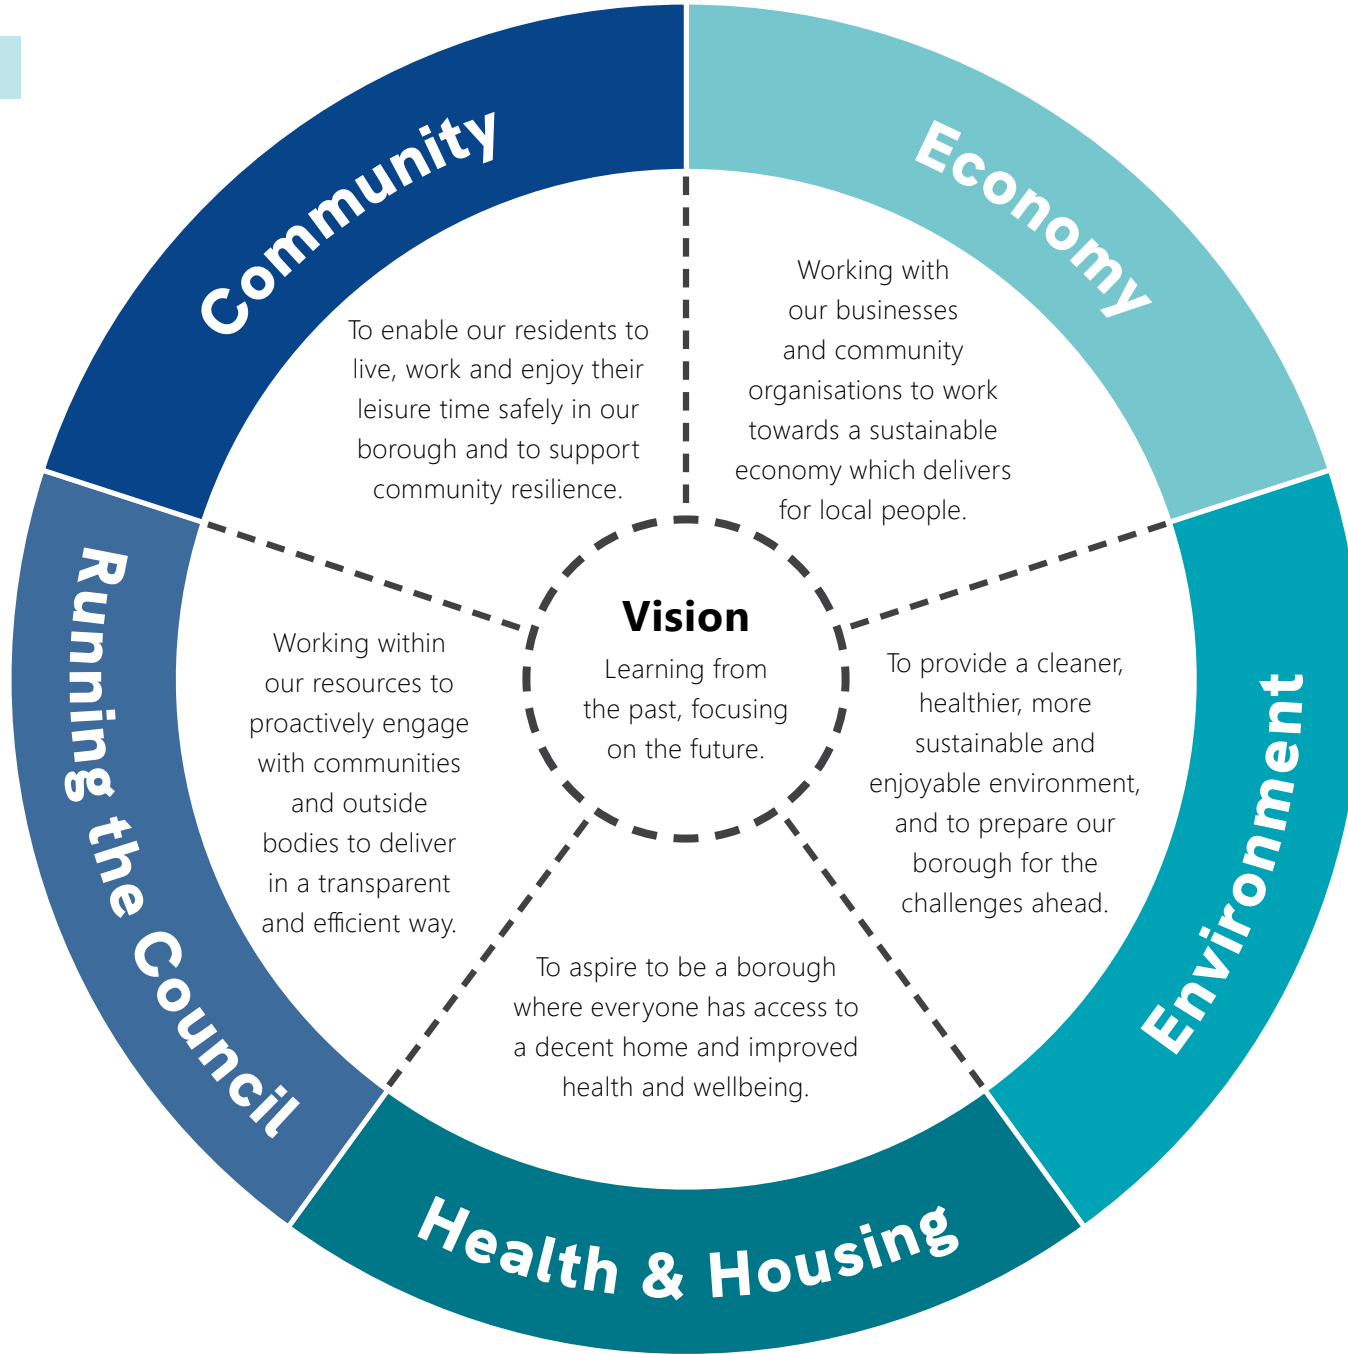 Community
To enable our residents to
live, work and enjoy their
leisure time safely in our
borough and to support
community resilience.
Economy
Working with
our businesses
and community
organisations to work
towards a sustainable
economy which delivers
for local people.
Vision
Learning from
the past, focusing
on the future.
Environment
To provide a cleaner,
healthier, more
sustainable and
enjoyable environment,
and to prepare our
borough for the
challenges ahead.
Health & Housing
To aspire to be a borough
where everyone has access to
a decent home and improved
health and wellbeing.
Running the Council
Working within
our resources to
proactively engage
with communities
and outside
bodies to deliver
in a transparent
and efficient way.